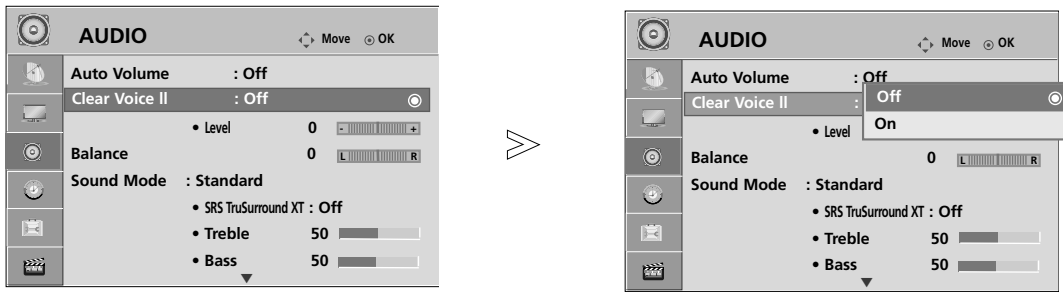 AUDIO
Move OK
Auto Volume : Off
Clear Voice ll : Off
• Level 0 - +
Balance 0 L R
Sound Mode : Standard
• SRS TruSurround XT : Off
• Treble 50
• Bass 50
AUDIO
Move OK
Auto Volume : Off
Clear Voice ll :
Off
On
• Level
Balance 0 L R
Sound Mode : Standard
• SRS TruSurround XT : Off
• Treble 50
• Bass 50